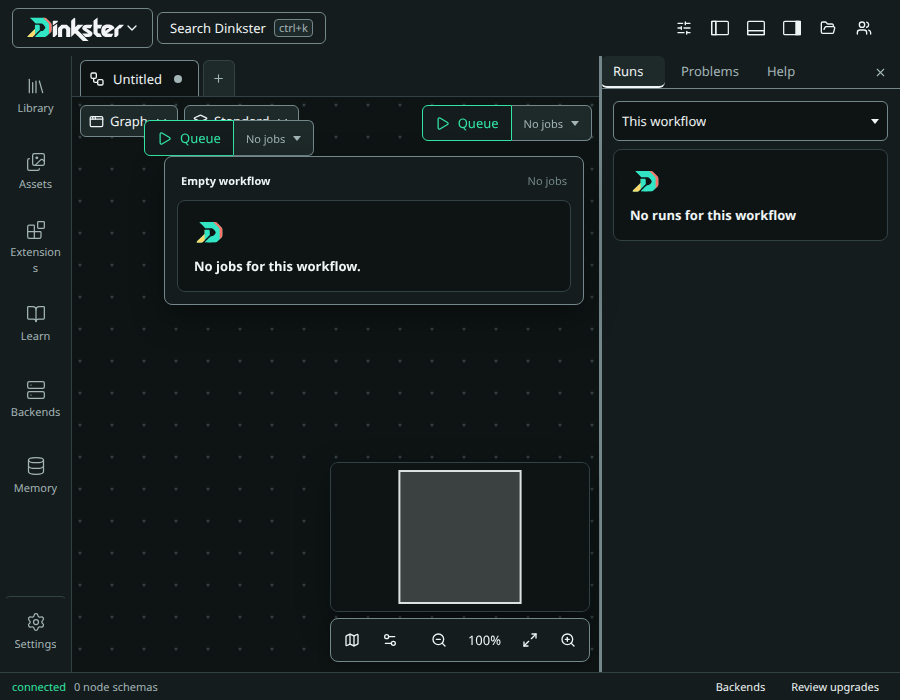 Dinkster
Search Dinkster ctrl+k
Untitled
+
Runs
Problems
Help
Library
Assets
Extension
s
Learn
Backends
Memory
Settings
Graph
Standard
Queue
No jobs
Queue
No jobs
Empty workflow
No jobs
No jobs for this workflow.
This workflow
No runs for this workflow
100%
connected
0 node schemas
Backends
Review upgrades